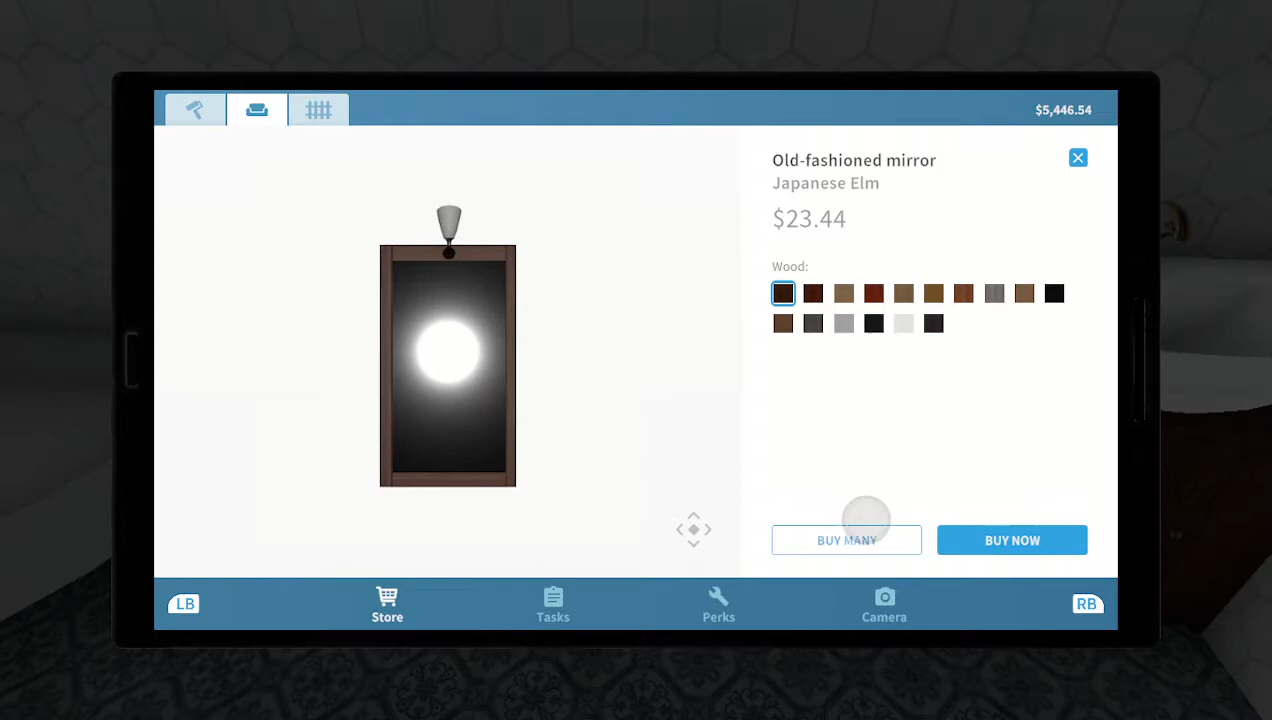 $5,446.54
Old-fashioned mirror
Japanese Elm
$23.44
Wood:
BUY MANY
BUY NOW
LB
Store
Tasks
Perks
Camera
RB